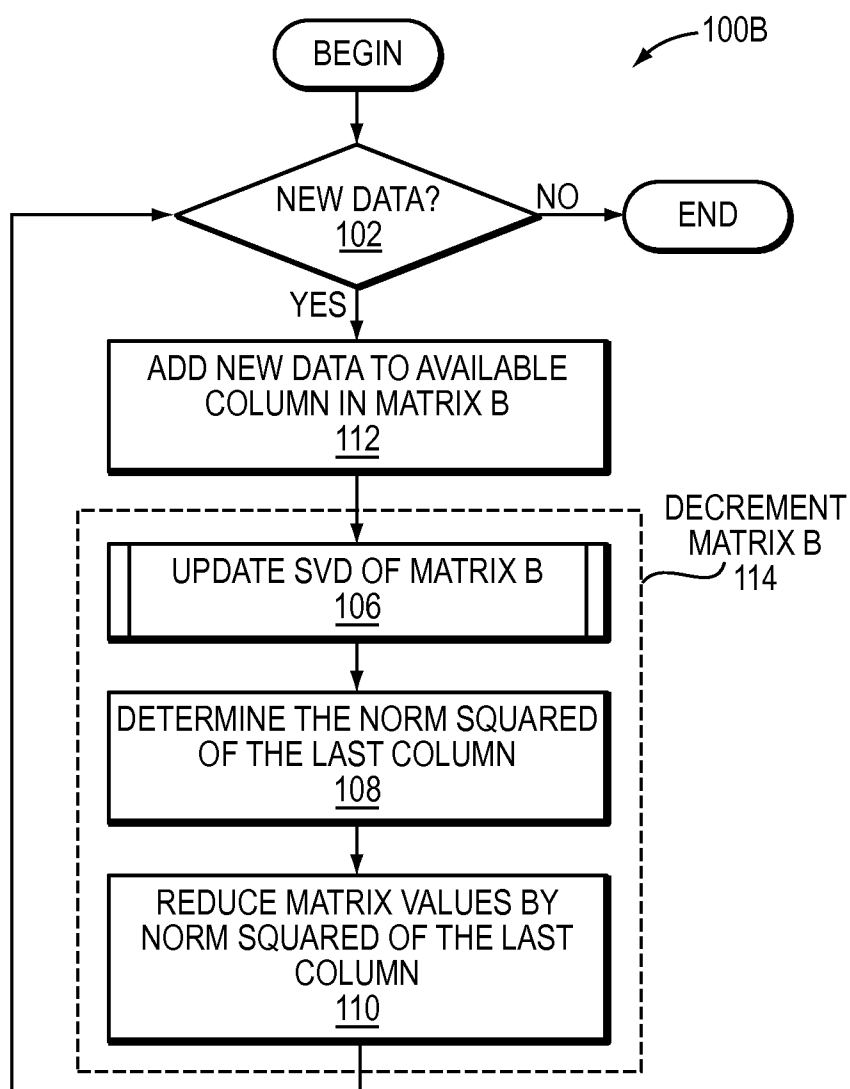 BEGIN
100B
NEW DATA?
102
NO
END
YES
ADD NEW DATA TO AVAILABLE
COLUMN IN MATRIX B
112
DECREMENT
MATRIX B
114
UPDATE SVD OF MATRIX B
106
DETERMINE THE NORM SQUARED
OF THE LAST COLUMN
108
REDUCE MATRIX VALUES BY
NORM SQUARED OF THE LAST
COLUMN
110